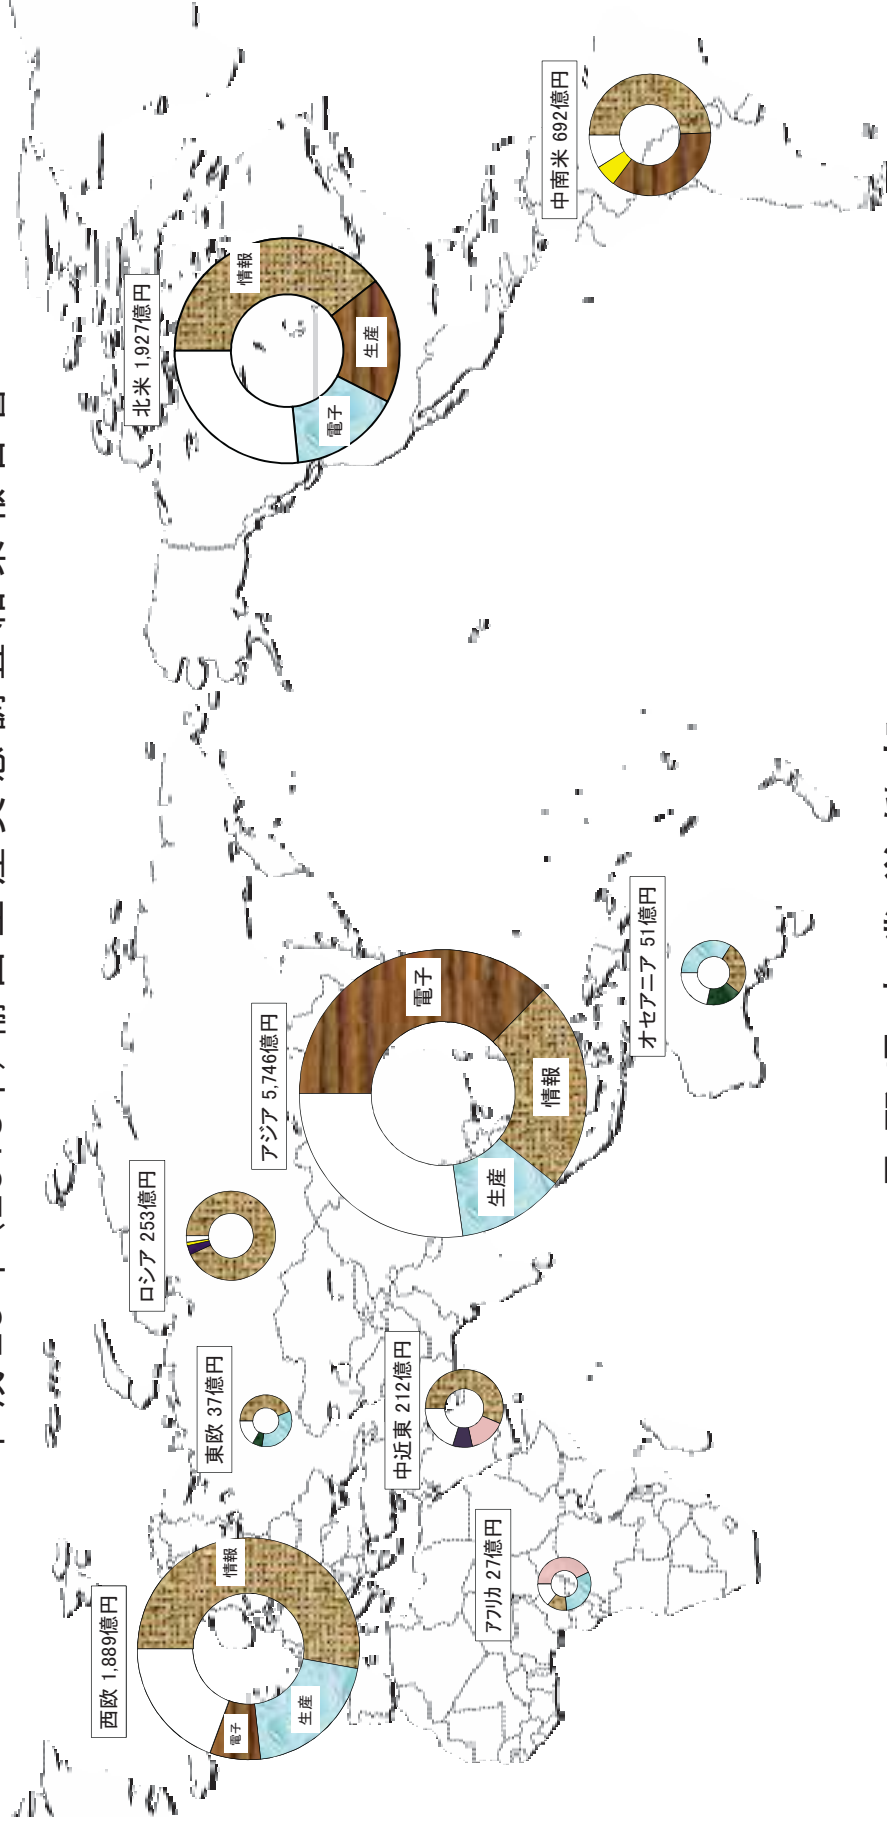 西欧 1,889億円
情報
生産
電子
東欧 37億円
ロシア 253億円
アジア 5,746億円
電子
情報
生産
北米 1,927億円
情報
生産
電子
中南米 692億円
中近東 212億円
アフリカ 27億円
オセアニア 51億円